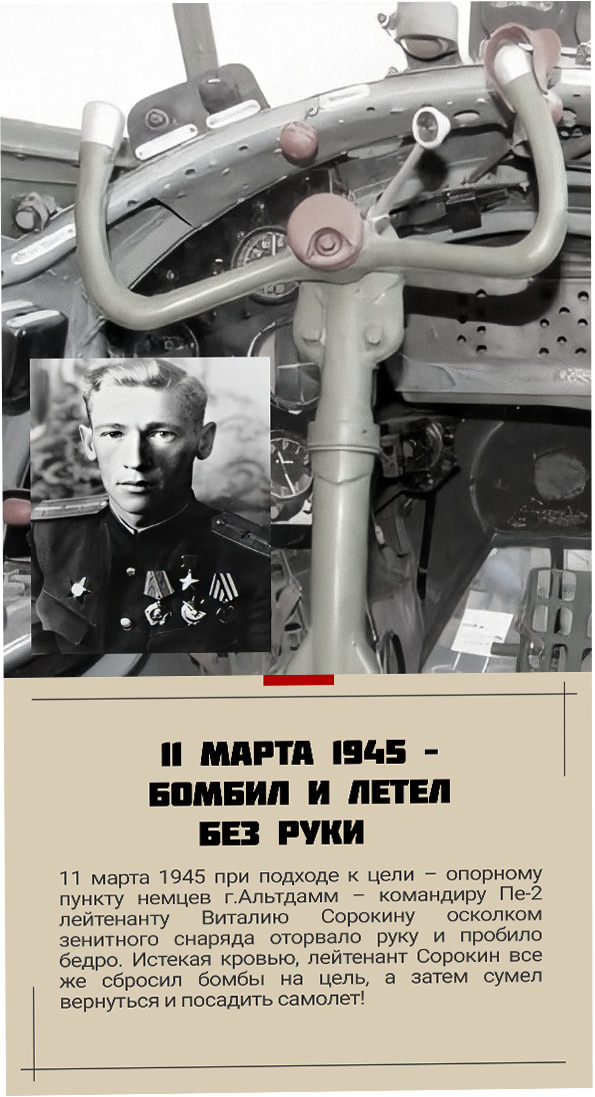 11 МАРТА 1945 -
БОМБИЛ И ЛЕТЕЛ
БЕЗ РУКИ
11 марта 1945 при подходе к цели – опорному
пункту немцев г.Альтдамм – командиру Пе-2
лейтенанту Виталию Сорокину осколком
зенитного снаряда оторвало руку и пробило
бедро. Истекая кровью, лейтенант Сорокин все
же сбросил бомбы на цель, а затем сумел
вернуться и посадить самолет!